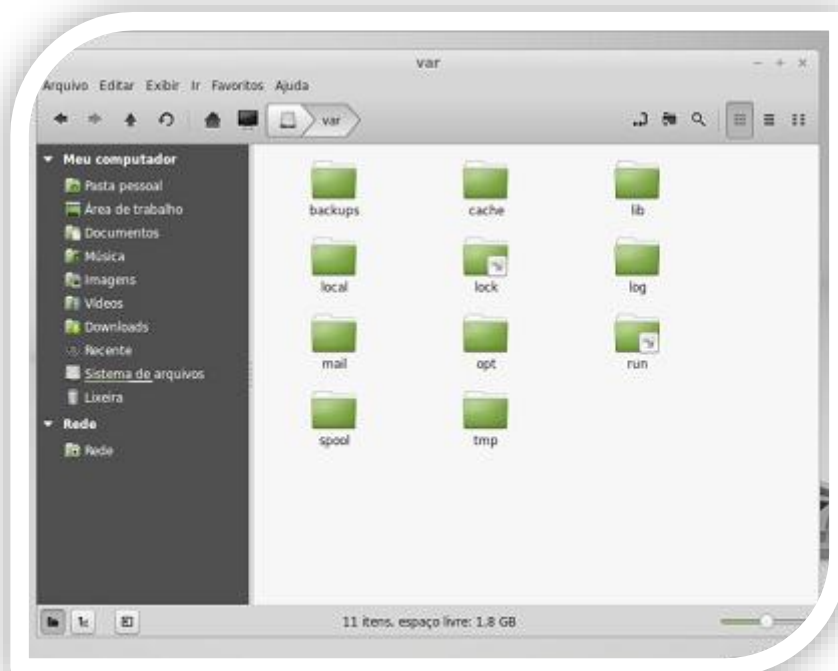 var
Arquivo Editar Exibir Ir Favoritos Ajuda
var
Meu computador
Pasta pessoal
Área de trabalho
Documentos
Música
Imagens
Vídeos
Downloads
Recente
Sistema de arquivos
Lixeira
Rede
Rede
backups cache lib
local lock log
mail opt run
spool tmp
11 itens, espaço livre: 1,8 GB